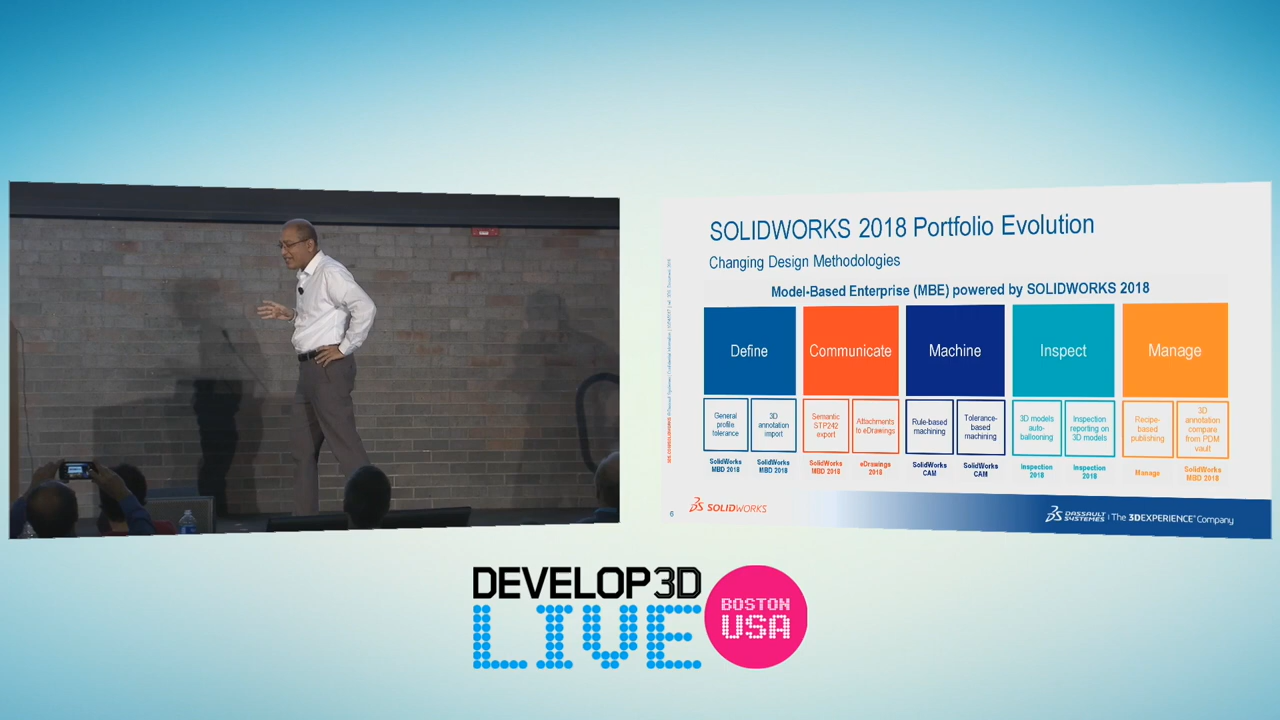 SOLIDWORKS 2018 Portfolio Evolution
Changing Design Methodologies
Model-Based Enterprise (MBE) powered by SOLIDWORKS 2018
Define
Communicate
Machine
Inspect
Manage
General
profile
tolerance
3D
annotation
import
Semantic
STP242
export
Attachments
to eDrawings
Rule-based
machining
Tolerance-
based
machining
3D models
auto-
ballooning
Inspection
reporting on
3D models
Recipe-
based
publishing
3D
annotation
compare
from PDM
vault
SolidWorks
MBD 2018
SolidWorks
MBD 2018
SolidWorks
MBD 2018
eDrawings
2018
SolidWorks
CAM
SolidWorks
CAM
Inspection
2018
Inspection
2018
Manage
SolidWorks
MBD 2018
6
SOLIDWORKS
DASSAULT
SYSTEMES
The 3DEXPERIENCE Company
DEVELOP3D
LIVE
BOSTON
USA